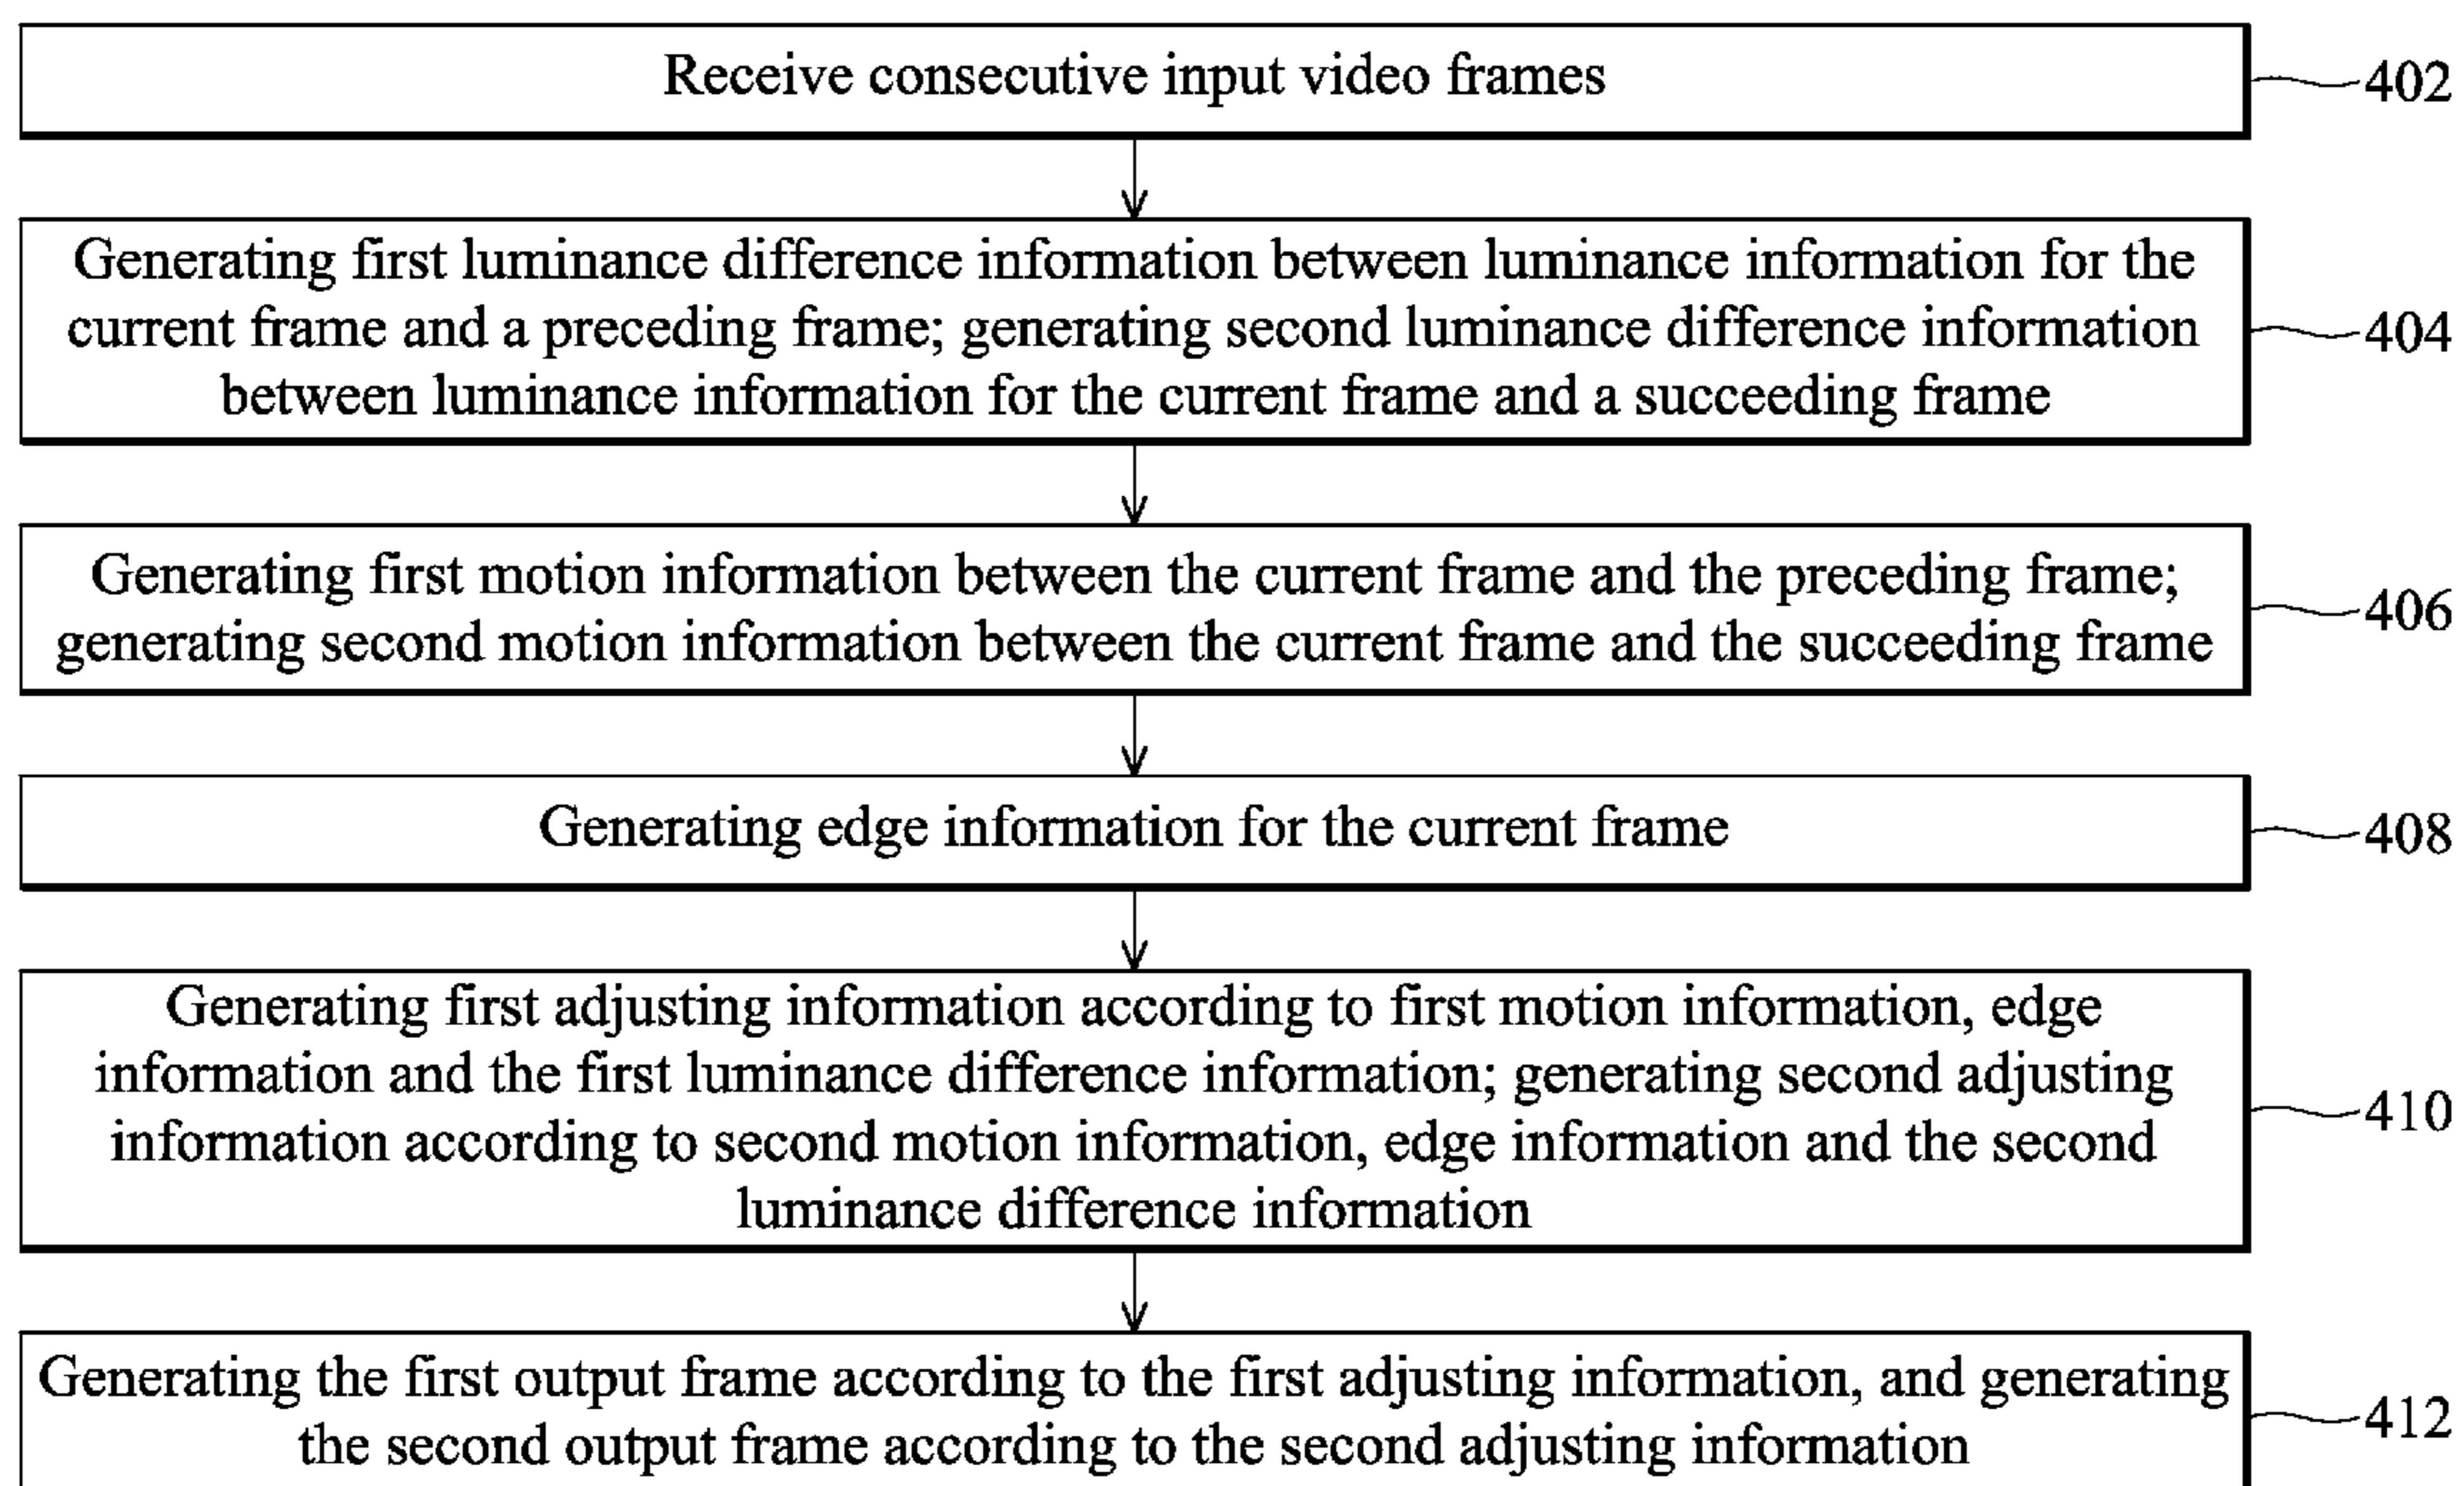 Receive consecutive input video frames
402
Generating first luminance difference information between luminance information for the
current frame and a preceding frame; generating second luminance difference information
between luminance information for the current frame and a succeeding frame
404
Generating first motion information between the current frame and the preceding frame;
generating second motion information between the current frame and the succeeding frame
406
Generating edge information for the current frame
408
Generating first adjusting information according to first motion information, edge
information and the first luminance difference information; generating second adjusting
information according to second motion information, edge information and the second
luminance difference information
410
Generating the first output frame according to the first adjusting information, and generating
the second output frame according to the second adjusting information
412